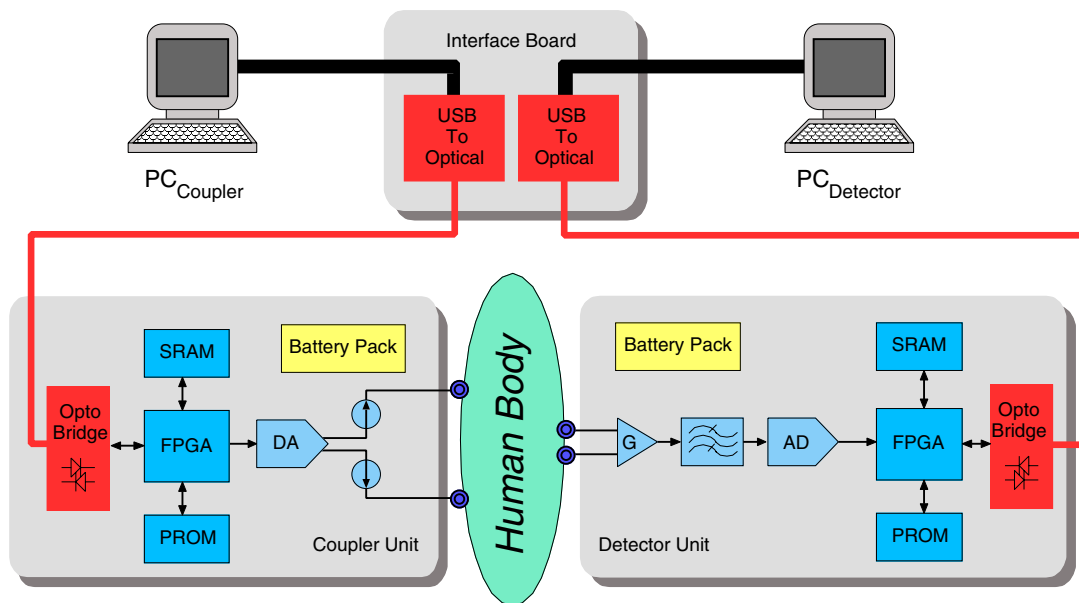 Interface Board
USB
To
Optical
USB
To
Optical
PC Coupler
PC Detector
SRAM
Battery Pack
Opto
Bridge
FPGA
DA
PROM
Coupler Unit
Human Body
Battery Pack
SRAM
G
AD
FPGA
Opto
Bridge
PROM
Detector Unit